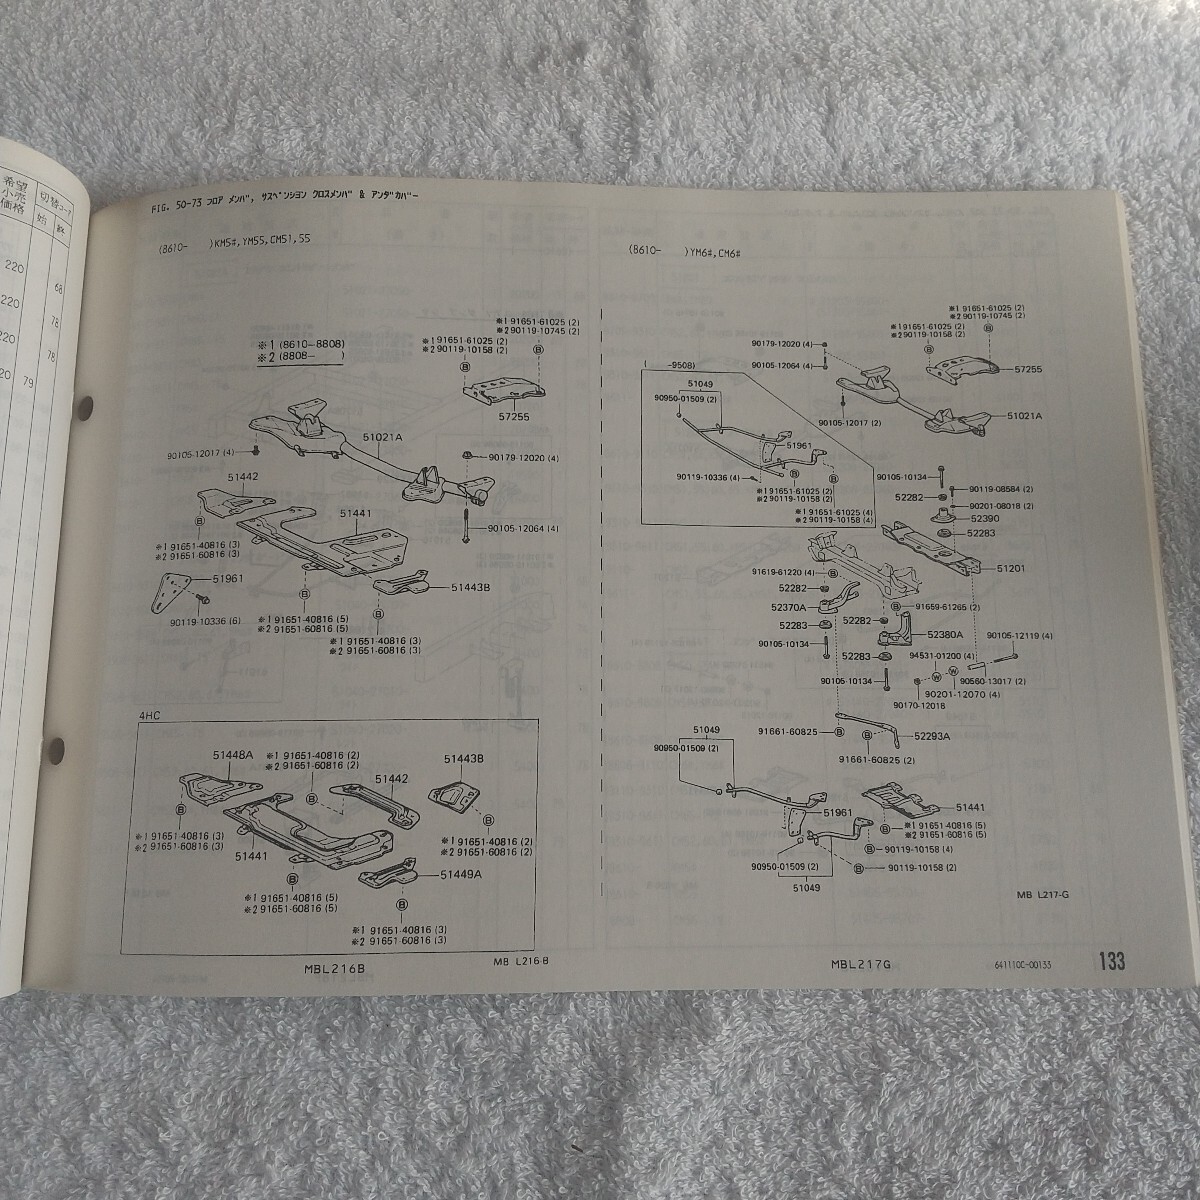 希望
小売
価格
切替コード
始
終
220
68
220
78
220
78
20
79
FIG. 50-73 フロア メンバ, サスペンション クロスメンバ & アンダカバー
(8610- )KM5#,YM55,CM51,55
※1 (8610-8808)
※2 (8808- )
※1 91651-61025 (2)
※2 90119-10745 (2)
※1 91651-61025 (2)
※2 90119-10158 (2)
B
B
57255
51021A
90105-12017 (4)
90179-12020 (4)
51442
51441
B
90105-12064 (4)
※1 91651-40816 (3)
※2 91651-60816 (3)
51961
51443B
90119-10336 (6)
B
B
※1 91651-40816 (5)
※2 91651-60816 (5)
※1 91651-40816 (3)
※2 91651-60816 (3)
4HC
51448A
※1 91651-40816 (2)
※2 91651-60816 (2)
51443B
51442
B
B
B
※1 91651-40816 (3)
※2 91651-60816 (3)
51441
※1 91651-40816 (2)
※2 91651-60816 (2)
B
51449A
※1 91651-40816 (5)
※2 91651-60816 (5)
B
※1 91651-40816 (3)
※2 91651-60816 (3)
MBL216B
MB L216-B
(8610- )YM6#,CM6#
※1 91651-61025 (2)
※2 90119-10745 (2)
※1 91651-61025 (2)
※2 90119-10158 (2)
B
B
90179-12020 (4)
90105-12064 (4)
57255
( -9508)
51049
90950-01509 (2)
90105-12017 (2)
51021A
51961
90119-10336 (4)
B
B
※1 91651-61025 (2)
※2 90119-10158 (2)
※1 91651-61025 (4)
※2 90119-10158 (4)
90105-10134
52282
90119-08584 (2)
90201-08018 (2)
52390
52283
51201
91619-61220 (4)
B
52282
52370A
B
91659-61265 (2)
52283
52282
52380A
90105-12119 (4)
90105-10134
52283
94531-01200 (4)
W
W
90560-13017 (2)
90105-10134
90201-12070 (4)
90170-12018
91661-60825
B
B
52293A
91661-60825 (2)
51049
90950-01509 (2)
51961
51441
B
※1 91651-40816 (5)
※2 91651-60816 (5)
B
90119-10158 (4)
90950-01509 (2)
B
90119-10158 (2)
51049
MB L217-G
MBL217G
641110C-00133
133